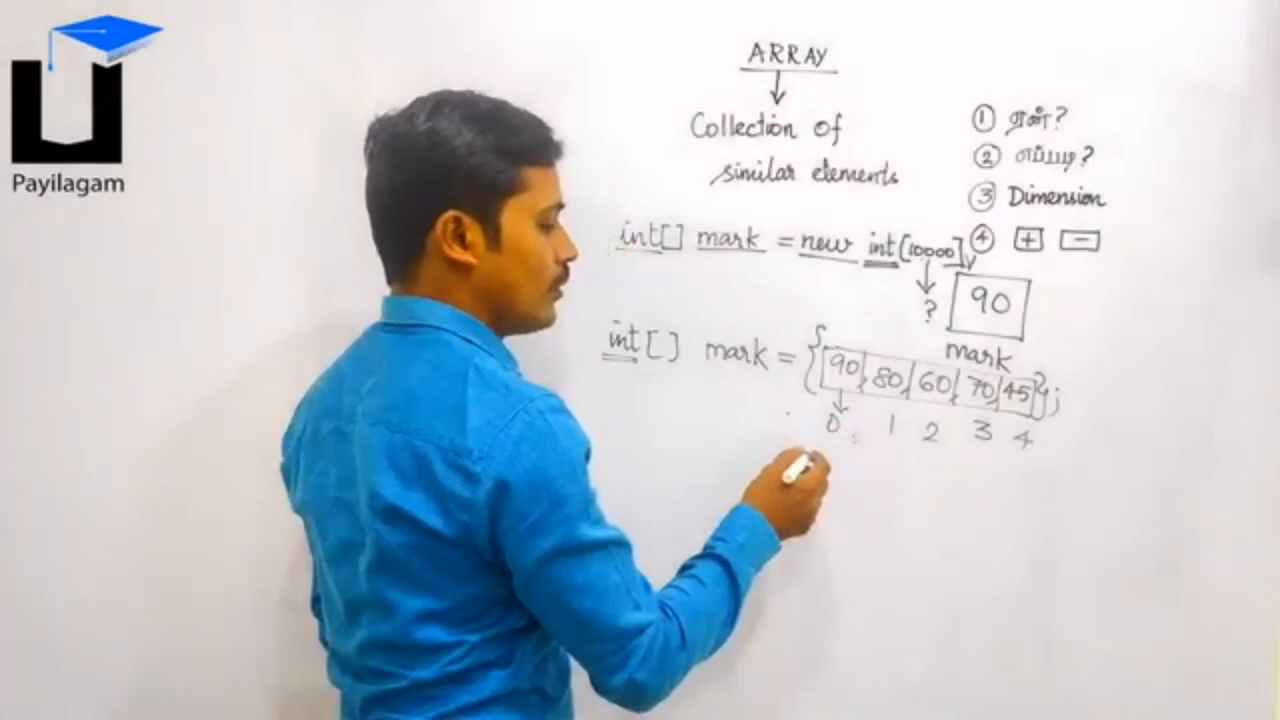 Payilagam
ARRAY
Collection of
similar elements
① ஏன்?
② எப்படி?
③ Dimension
④ + −
int[] mark = new int[10000]
?
90
mark
int[] mark = {90, 80, 60, 70, 45};
0 1 2 3 4